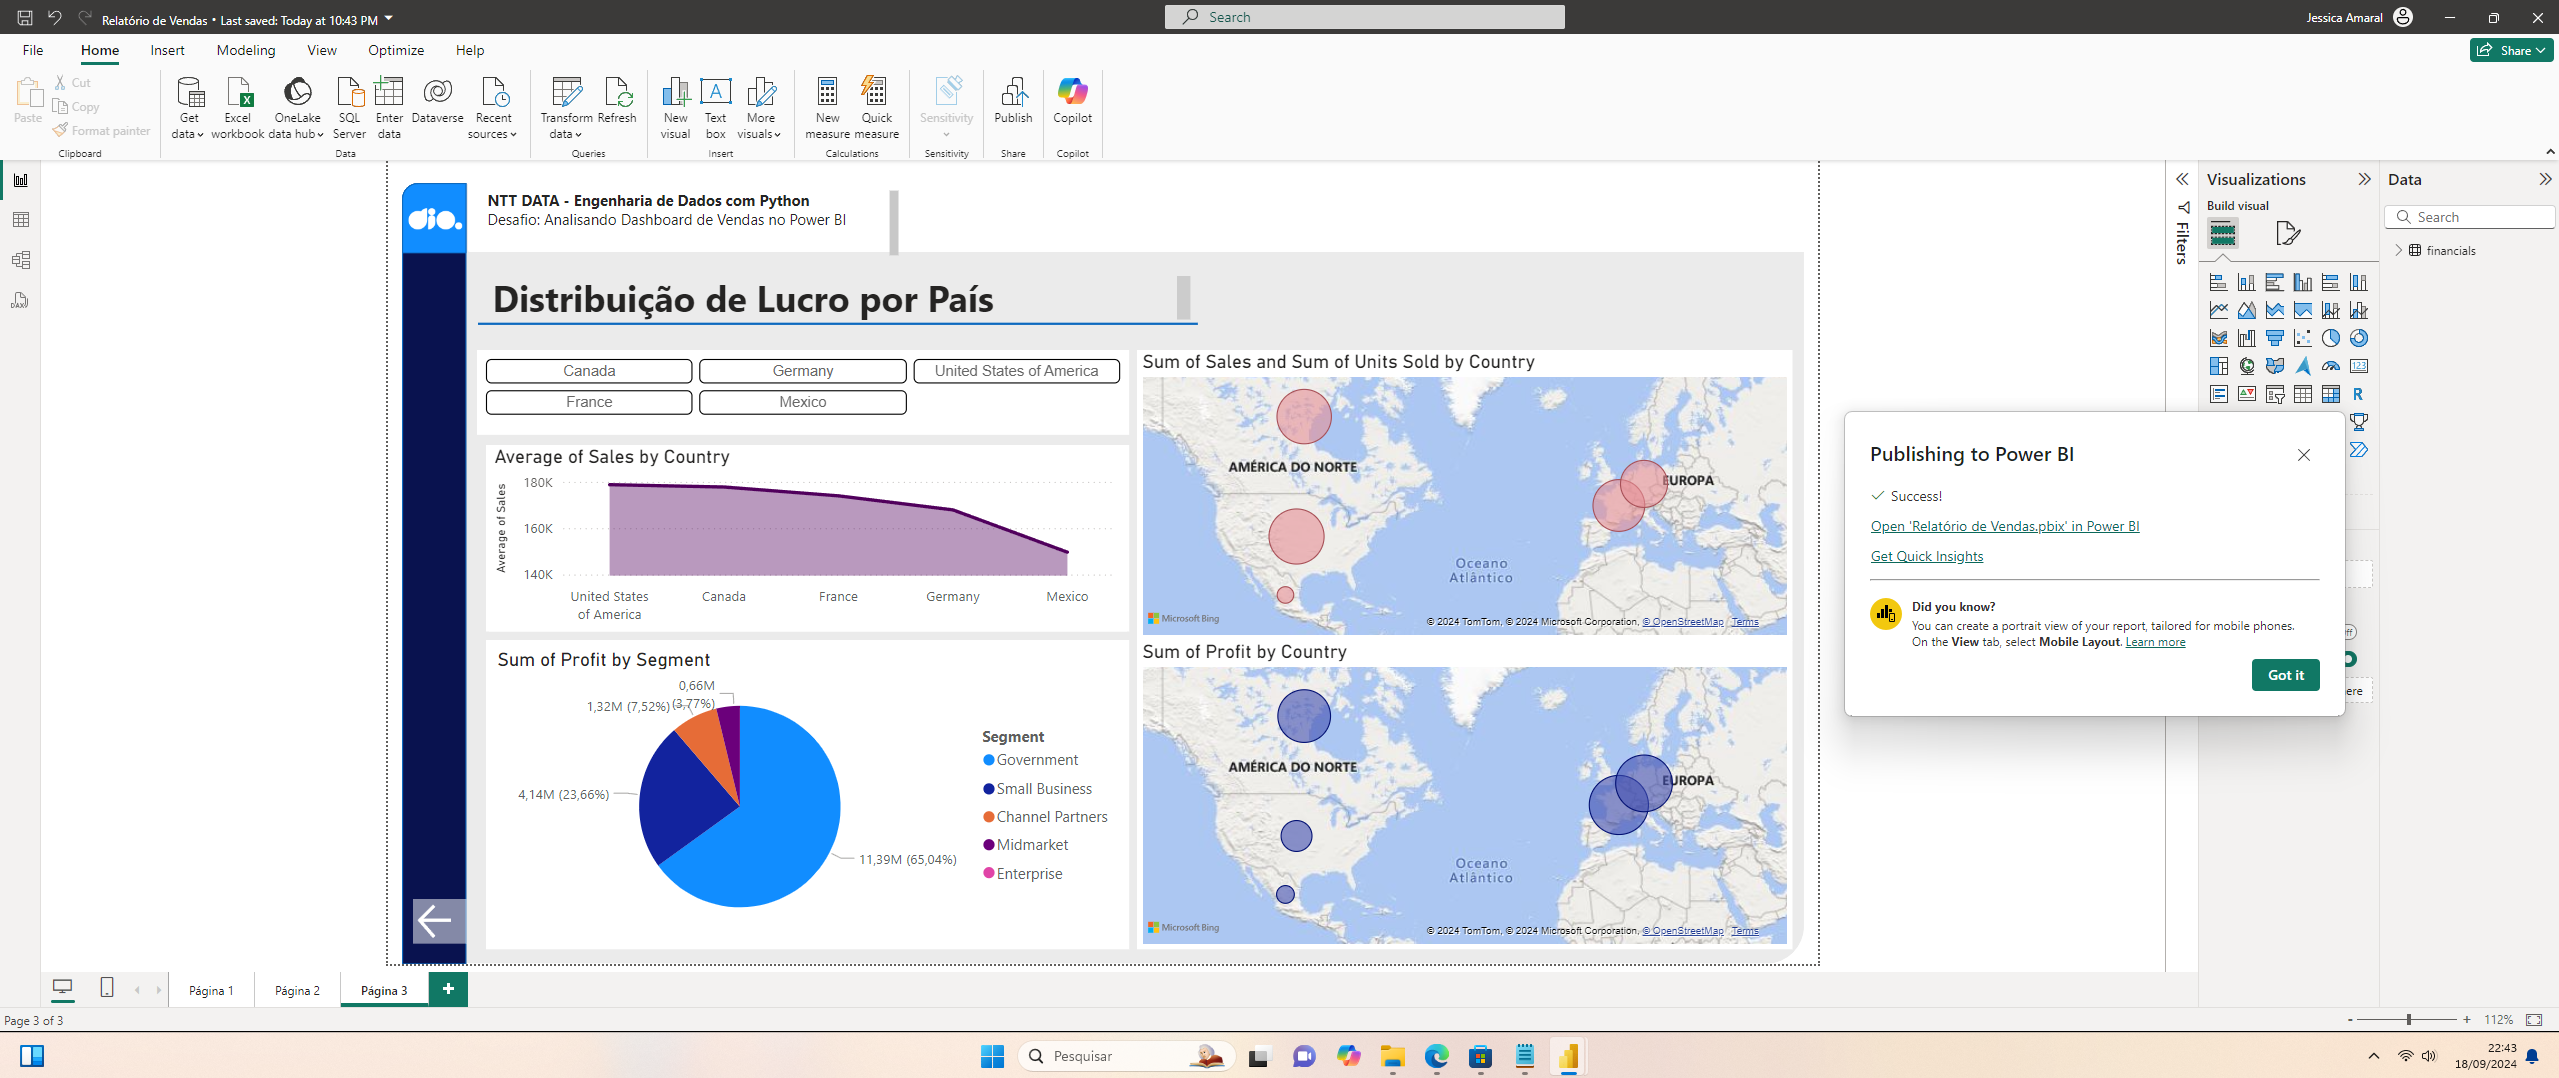 Relatório de Vendas • Last saved: Today at 10:43 PM
Search
Jessica Amaral
File
Home
Insert
Modeling
View
Optimize
Help
Share
Paste
Cut
Copy
Format painter
Clipboard
Get data
Excel workbook
OneLake data hub
SQL Server
Enter data
Dataverse
Recent sources
Data
Transform data
Refresh
Queries
New visual
Text box
More visuals
Insert
New measure
Quick measure
Calculations
Sensitivity
Sensitivity
Publish
Share
Copilot
Copilot
dio.
NTT DATA - Engenharia de Dados com Python
Desafio: Analisando Dashboard de Vendas no Power BI
Distribuição de Lucro por País
Canada
Germany
United States of America
France
Mexico
Average of Sales by Country
Average of Sales
180K
160K
140K
United States
of America
Canada
France
Germany
Mexico
Sum of Profit by Segment
0,66M
(3,77%)
1,32M (7,52%)
4,14M (23,66%)
11,39M (65,04%)
Segment
Government
Small Business
Channel Partners
Midmarket
Enterprise
Sum of Sales and Sum of Units Sold by Country
AMÉRICA DO NORTE
EUROPA
Oceano
Atlântico
Microsoft Bing
© 2024 TomTom, © 2024 Microsoft Corporation, © OpenStreetMap Terms
Sum of Profit by Country
AMÉRICA DO NORTE
EUROPA
Oceano
Atlântico
Microsoft Bing
© 2024 TomTom, © 2024 Microsoft Corporation, © OpenStreetMap Terms
Filters
Visualizations
Build visual
123
R
Data
Search
financials
DAX
Publishing to Power BI
Success!
Open 'Relatório de Vendas.pbix' in Power BI
Get Quick Insights
Did you know?
You can create a portrait view of your report, tailored for mobile phones.
On the View tab, select Mobile Layout. Learn more
Got it
ere
Página 1
Página 2
Página 3
+
Page 3 of 3
- + 112%
Pesquisar
22:43
18/09/2024